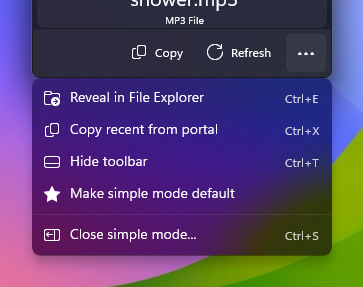 shower.mp3
MP3 File
Copy
Refresh
Reveal in File Explorer
Ctrl+E
Copy recent from portal
Ctrl+X
Hide toolbar
Ctrl+T
Make simple mode default
Close simple mode...
Ctrl+S